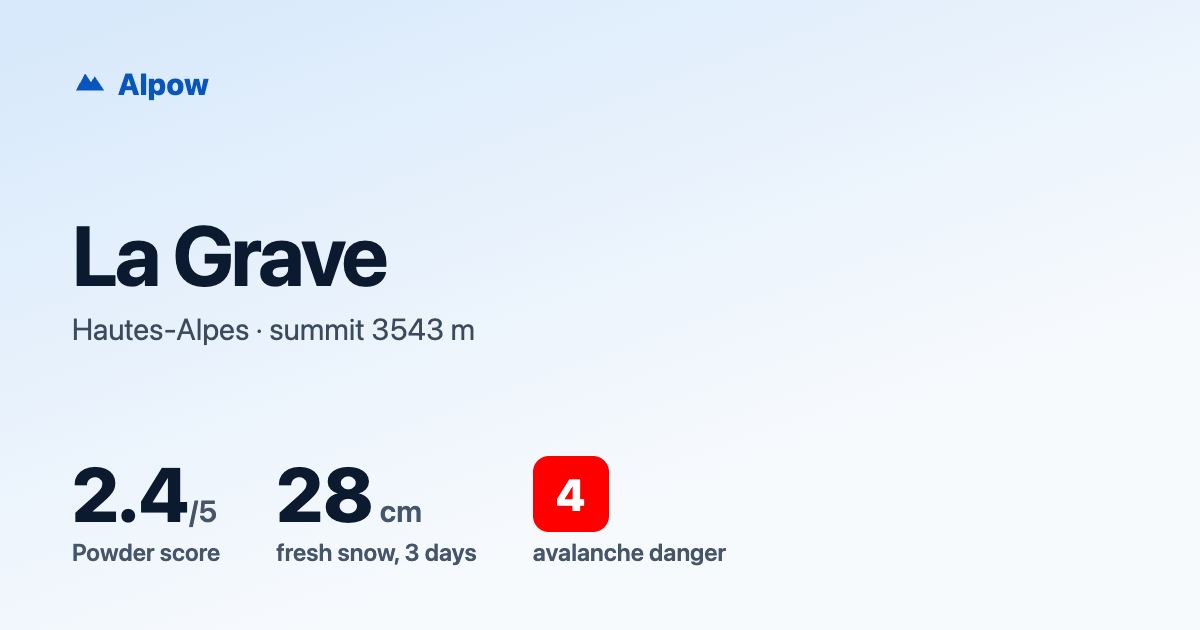 Alpow
La Grave
Hautes-Alpes · summit 3543 m
2.4/5 28 cm 4
Powder score fresh snow, 3 days avalanche danger